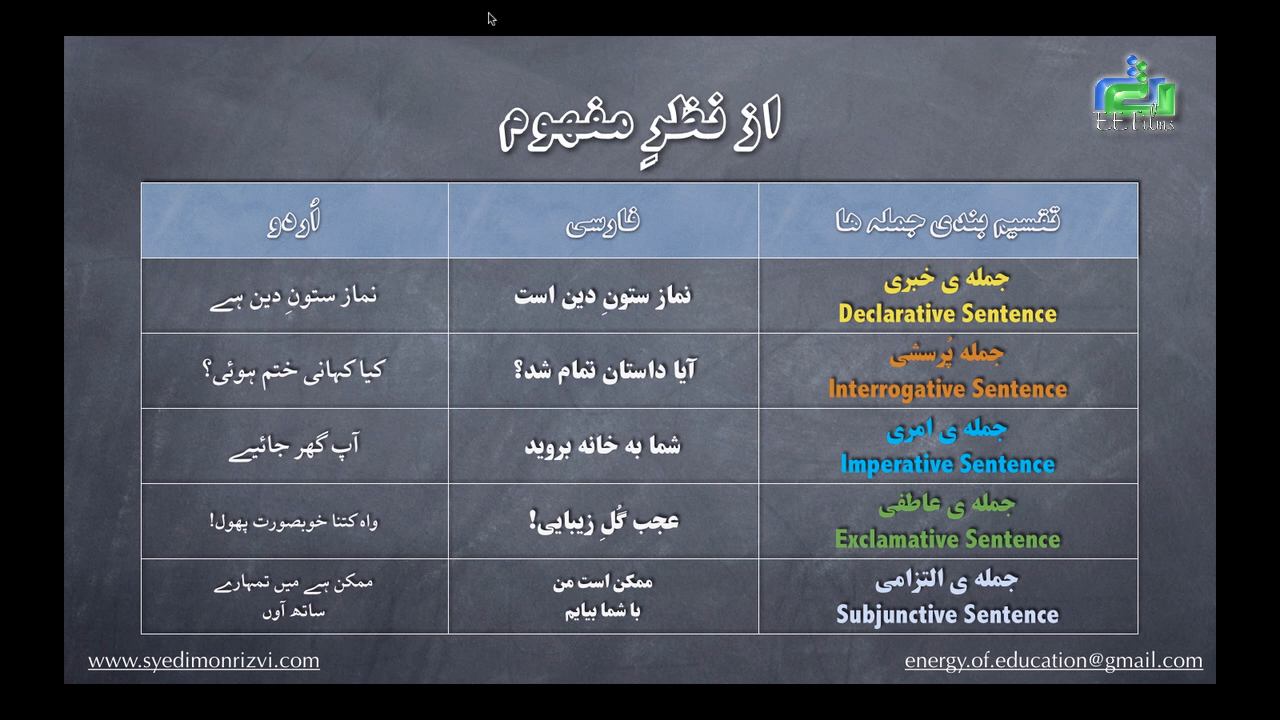 E.E.Films
از نظرِ مفهوم
تقسیم بندی جمله ها
فارسی
اُردو
جمله ی خبری
Declarative Sentence
نماز ستونِ دین است
نماز ستونِ دین ہے
جمله پُرسشی
Interrogative Sentence
آیا داستان تمام شد؟
کیا کہانی ختم ہوئی؟
جمله ی امری
Imperative Sentence
شما به خانه بروید
آپ گھر جائیے
جمله ی عاطفی
Exclamative Sentence
عجب گُلِ زیبایی!
واہ کتنا خوبصورت پھول!
جمله ی التزامی
Subjunctive Sentence
ممکن است من
با شما بیایم
ممکن ہے میں تمہارے
ساتھ آوں
www.syedimonrizvi.com
energy.of.education@gmail.com